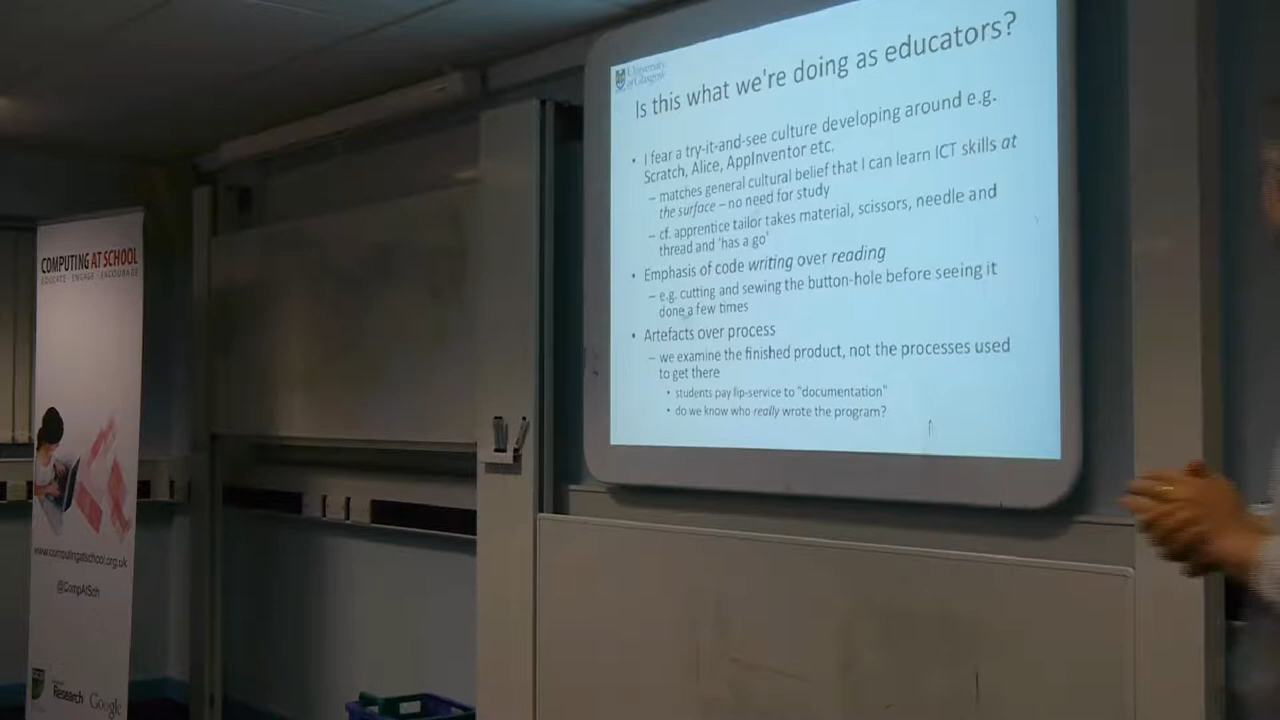 University
of Glasgow
Is this what we're doing as educators?
• I fear a try-it-and-see culture developing around e.g.
Scratch, Alice, AppInventor etc.
– matches general cultural belief that I can learn ICT skills at
the surface – no need for study
– cf. apprentice tailor takes material, scissors, needle and
thread and 'has a go'
• Emphasis of code writing over reading
– e.g. cutting and sewing the button-hole before seeing it
done a few times
• Artefacts over process
– we examine the finished product, not the processes used
to get there
• students pay lip-service to "documentation"
• do we know who really wrote the program?
COMPUTING AT SCHOOL
EDUCATE · ENGAGE · ENCOURAGE
www.computingatschool.org.uk
@CompAtSch
Research Google